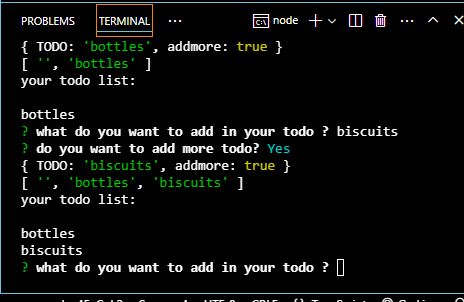 PROBLEMS TERMINAL ... node
{ TODO: 'bottles', addmore: true }
[ '', 'bottles' ]
your todo list:
bottles
? what do you want to add in your todo ? biscuits
? do you want to add more todo? Yes
{ TODO: 'biscuits', addmore: true }
[ '', 'bottles', 'biscuits' ]
your todo list:
bottles
biscuits
? what do you want to add in your todo ?